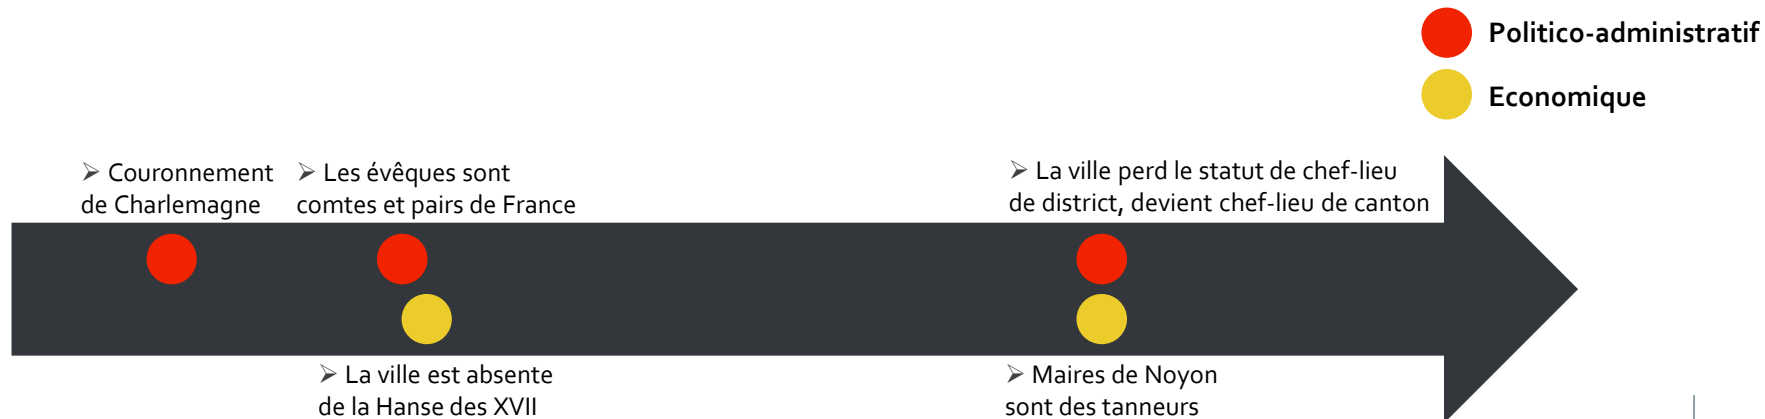 Politico-administratif
Economique
➢ Couronnement
de Charlemagne
➢ Les évêques sont
comtes et pairs de France
➢ La ville perd le statut de chef-lieu
de district, devient chef-lieu de canton
➢ La ville est absente
de la Hanse des XVII
➢ Maires de Noyon
sont des tanneurs